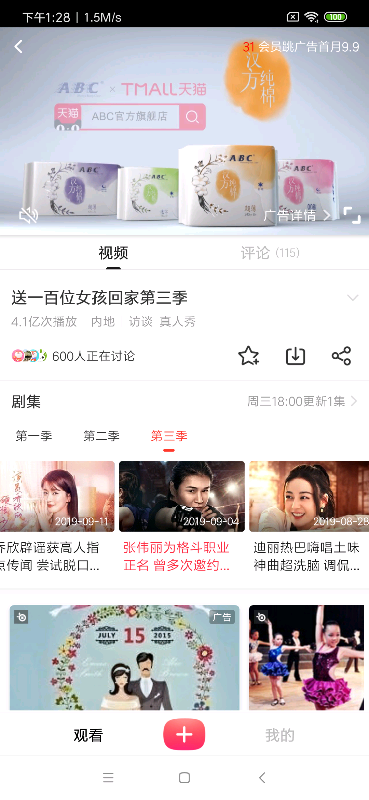 下午1:28 | 1.5M/s
100
31 会员跳广告首月9.9
汉方 纯棉
ABC × TMALL天猫
天猫 ABC官方旗舰店
ABC
ABC
ABC
ABC
广告详情
视频 评论 (115)
送一百位女孩回家第三季
4.1亿次播放 内地 访谈 真人秀
600人正在讨论
剧集 周三18:00更新1集
第一季 第二季 第三季
2019-09-11 2019-09-04 2019-08-28
乔欣辟谣获高人指 张伟丽为格斗职业 迪丽热巴嗨唱土味
点传闻 尝试脱口... 正名 曾多次邀约... 神曲超洗脑 调侃...
广告
JULY 15 2015
观看 我的